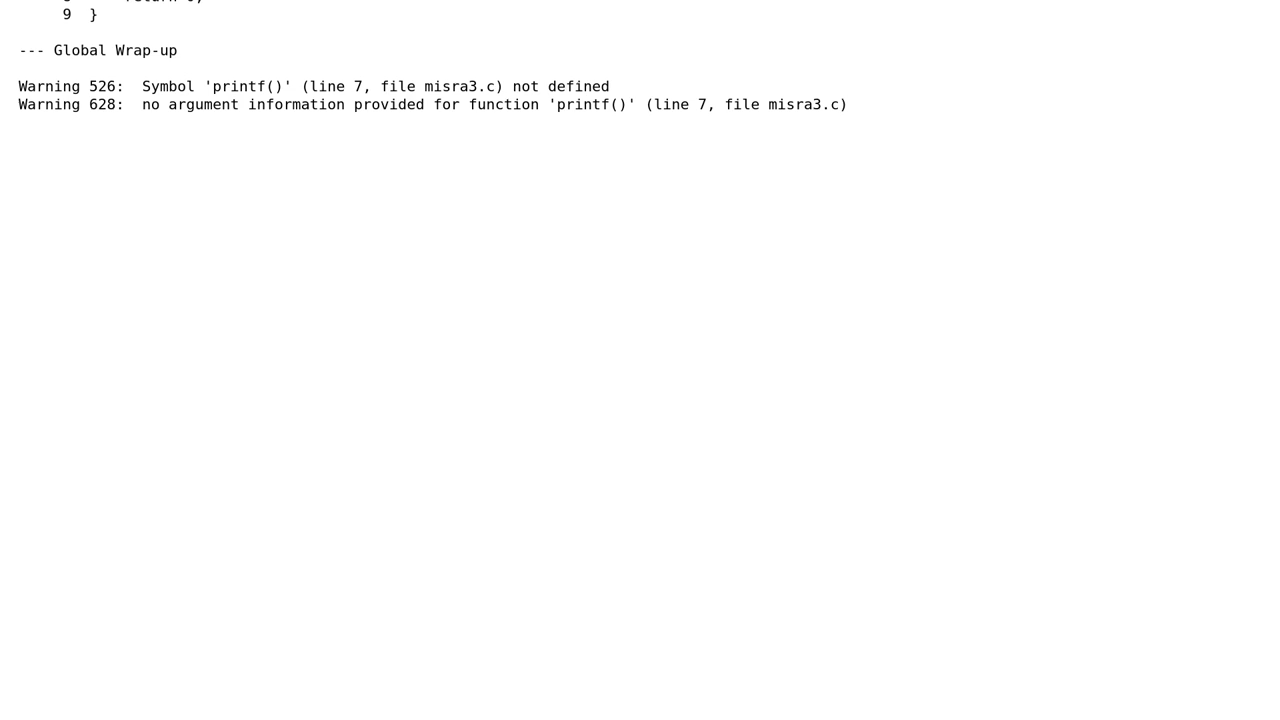 9  }
--- Global Wrap-up
Warning 526:  Symbol 'printf()' (line 7, file misra3.c) not defined
Warning 628:  no argument information provided for function 'printf()' (line 7, file misra3.c)